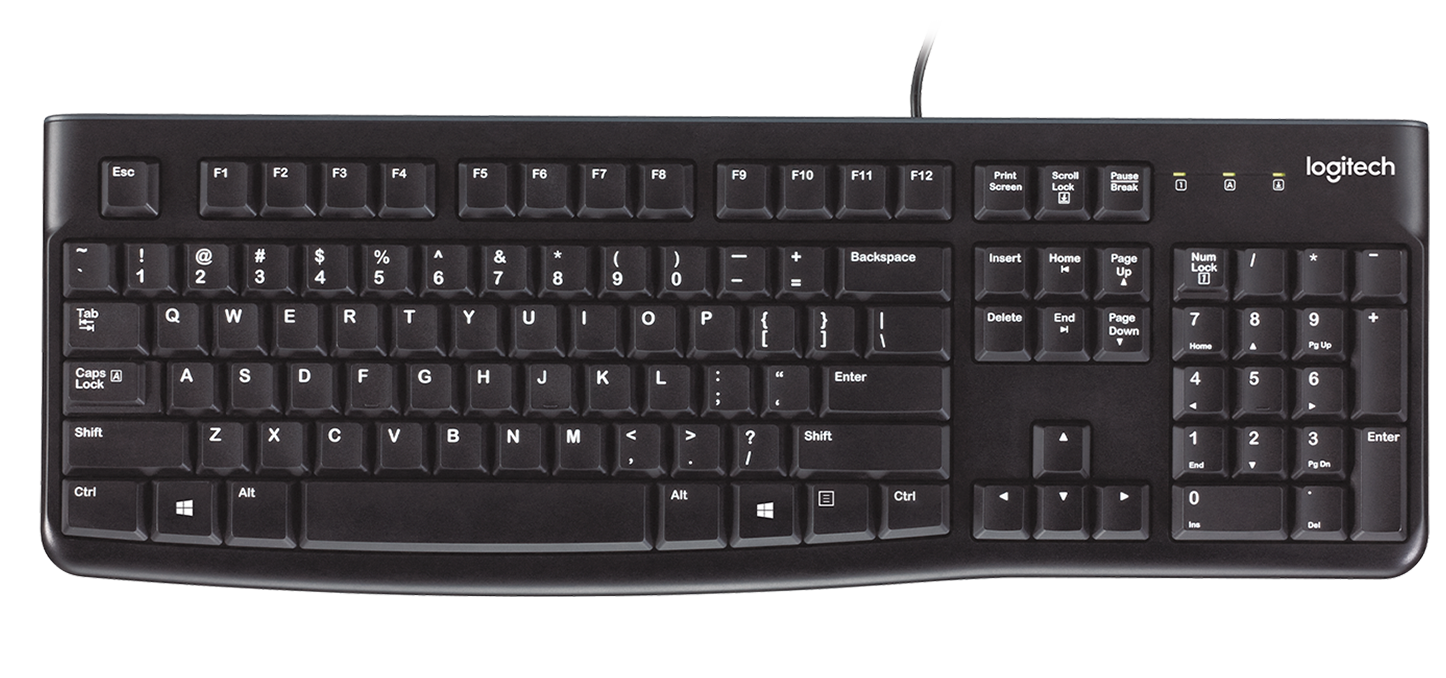 logitech
Esc F1 F2 F3 F4 F5 F6 F7 F8 F9 F10 F11 F12
Print
Screen
Scroll
Lock
Pause
Break
1 A
~
`
!
1
@
2
#
3
$
4
%
5
^
6
&
7
*
8
(
9
)
0
—
–
+
=
Backspace
Insert
Home
Page
Up
Num
Lock
1
/ * –
Tab
Q W E R T Y U I O P
{
[
}
]
|
\
Delete
End
Page
Down
7
Home
8
9
Pg Up
+
Caps
Lock
A
A S D F G H J K L
:
;
“
‘
Enter
4 5 6
Shift
Z X C V B N M
<
,
>
.
?
/
Shift
1
End
2
3
Pg Dn
Enter
Ctrl
Alt
Alt
Ctrl
0
Ins
.
Del